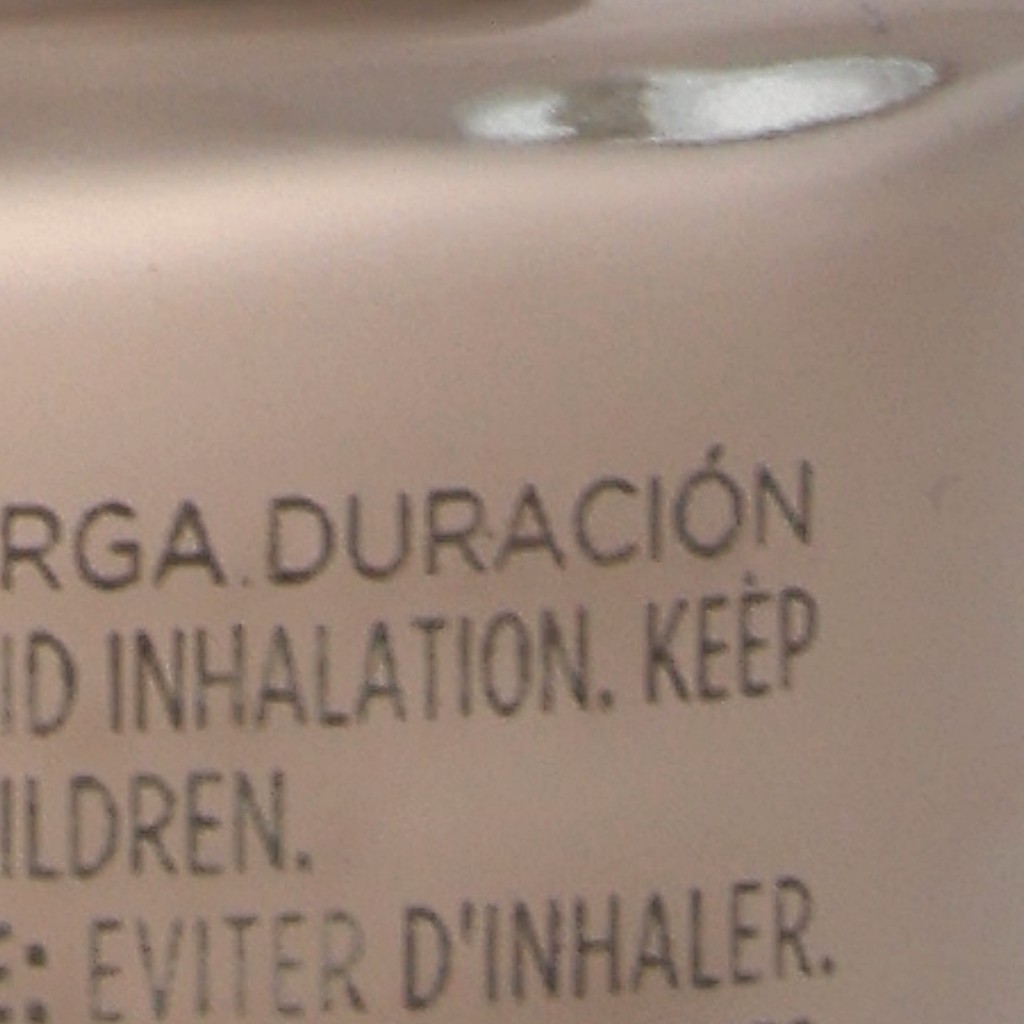 RGA DURACIÓN
ID INHALATION. KEEP
ILDREN.
E: EVITER D'INHALER.